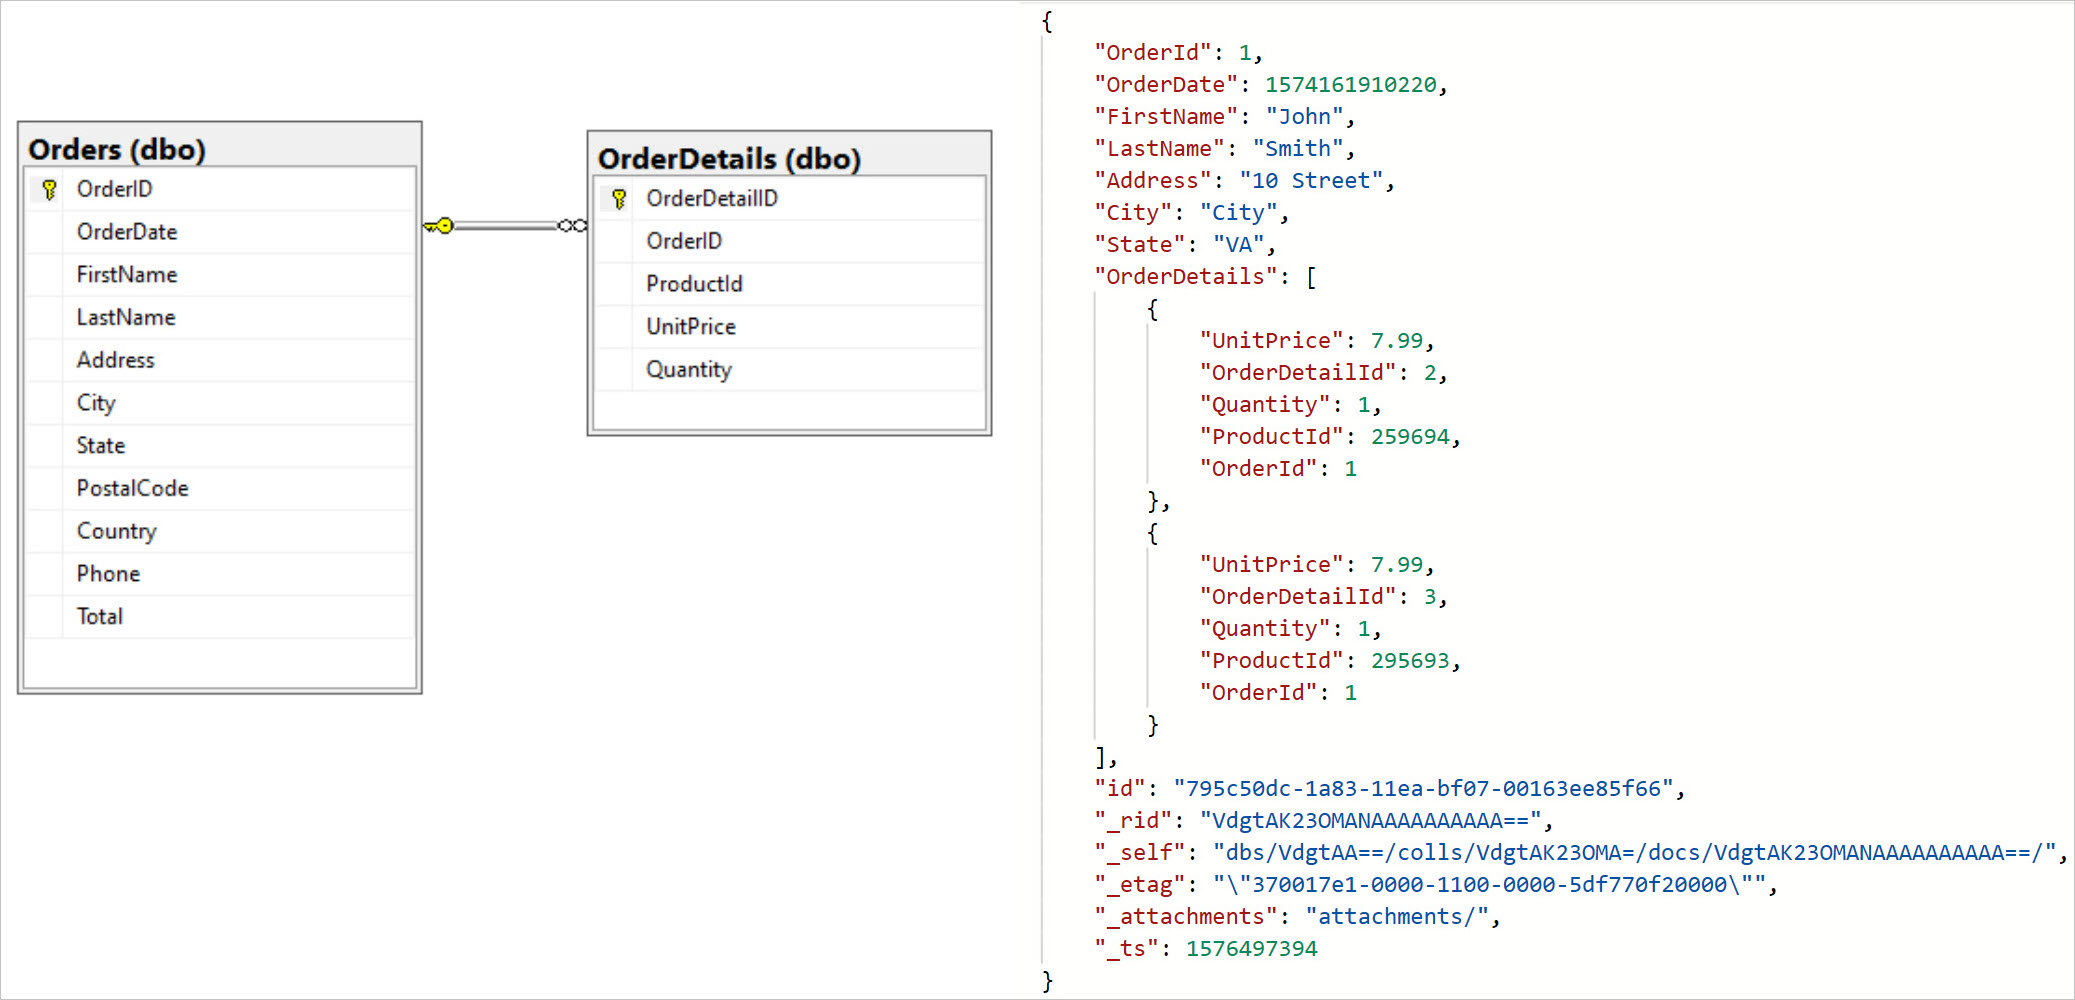 Orders (dbo)
OrderID
OrderDate
FirstName
LastName
Address
City
State
PostalCode
Country
Phone
Total
OrderDetails (dbo)
OrderDetailID
OrderID
ProductId
UnitPrice
Quantity
{
"OrderId": 1,
"OrderDate": 1574161910220,
"FirstName": "John",
"LastName": "Smith",
"Address": "10 Street",
"City": "City",
"State": "VA",
"OrderDetails": [
{
"UnitPrice": 7.99,
"OrderDetailId": 2,
"Quantity": 1,
"ProductId": 259694,
"OrderId": 1
},
{
"UnitPrice": 7.99,
"OrderDetailId": 3,
"Quantity": 1,
"ProductId": 295693,
"OrderId": 1
}
],
"id": "795c50dc-1a83-11ea-bf07-00163ee85f66",
"_rid": "VdgtAK23OMANAAAAAAAAAA==",
"_self": "dbs/VdgtAA==/colls/VdgtAK23OMA=/docs/VdgtAK23OMANAAAAAAAAAA==/",
"_etag": "\"370017e1-0000-1100-0000-5df770f20000\"",
"_attachments": "attachments/",
"_ts": 1576497394
}